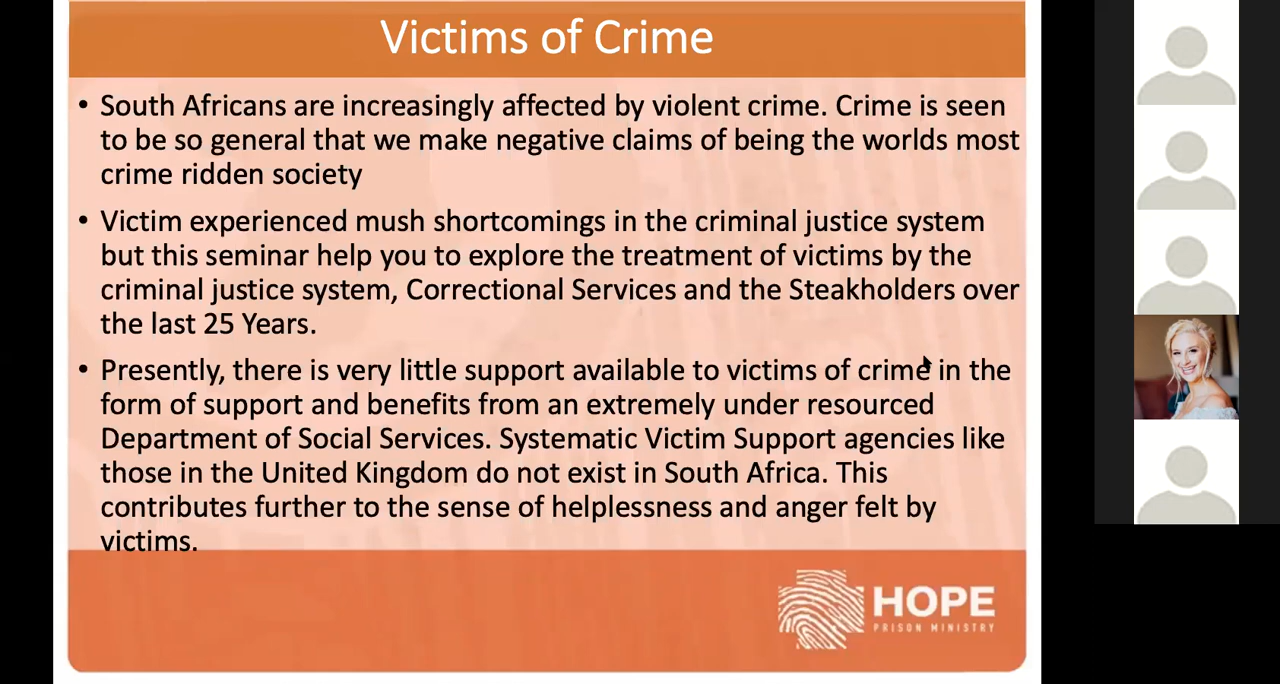 Victims of Crime
• South Africans are increasingly affected by violent crime. Crime is seen
to be so general that we make negative claims of being the worlds most
crime ridden society
• Victim experienced mush shortcomings in the criminal justice system
but this seminar help you to explore the treatment of victims by the
criminal justice system, Correctional Services and the Steakholders over
the last 25 Years.
• Presently, there is very little support available to victims of crime in the
form of support and benefits from an extremely under resourced
Department of Social Services. Systematic Victim Support agencies like
those in the United Kingdom do not exist in South Africa. This
contributes further to the sense of helplessness and anger felt by
victims.
HOPE
PRISON MINISTRY